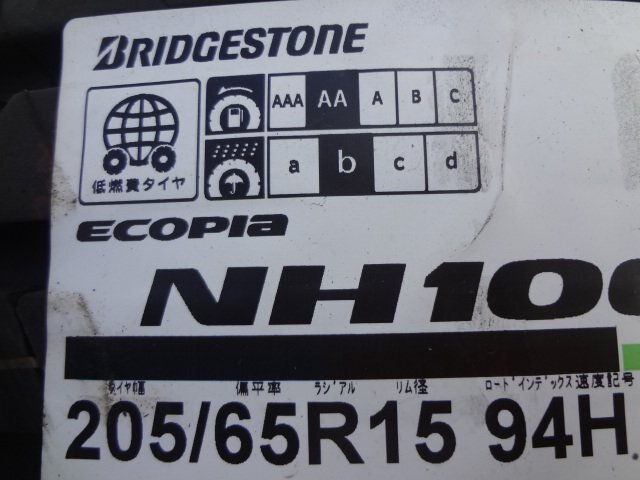 BRIDGESTONE
AAA AA A B C
a b c d
低燃費タイヤ
ECOPIA
NH100
タイヤ幅 偏平率 ラジアル リム径 ロードインデックス 速度記号
205/65R15 94H